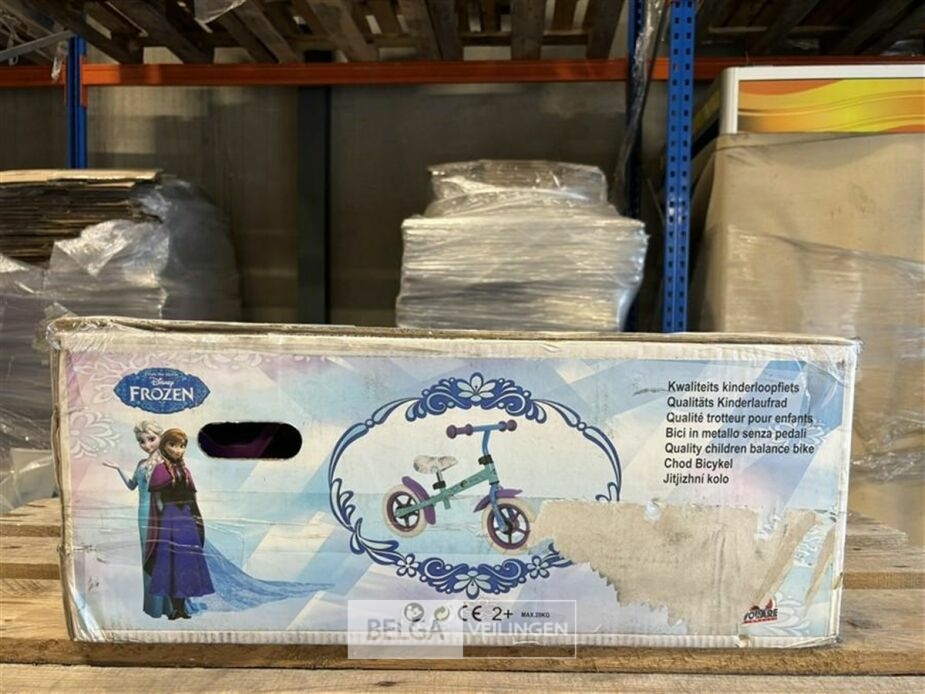 Disney
FROZEN
Kwaliteits kinderloopfiets
Qualitäts Kinderlaufrad
Qualité trotteur pour enfants
Bici in metallo senza pedali
Quality children balance bike
Chod Bicykel
Jitjizhni kolo
CE 2+ MAX.20KG
BELGA VEILINGEN